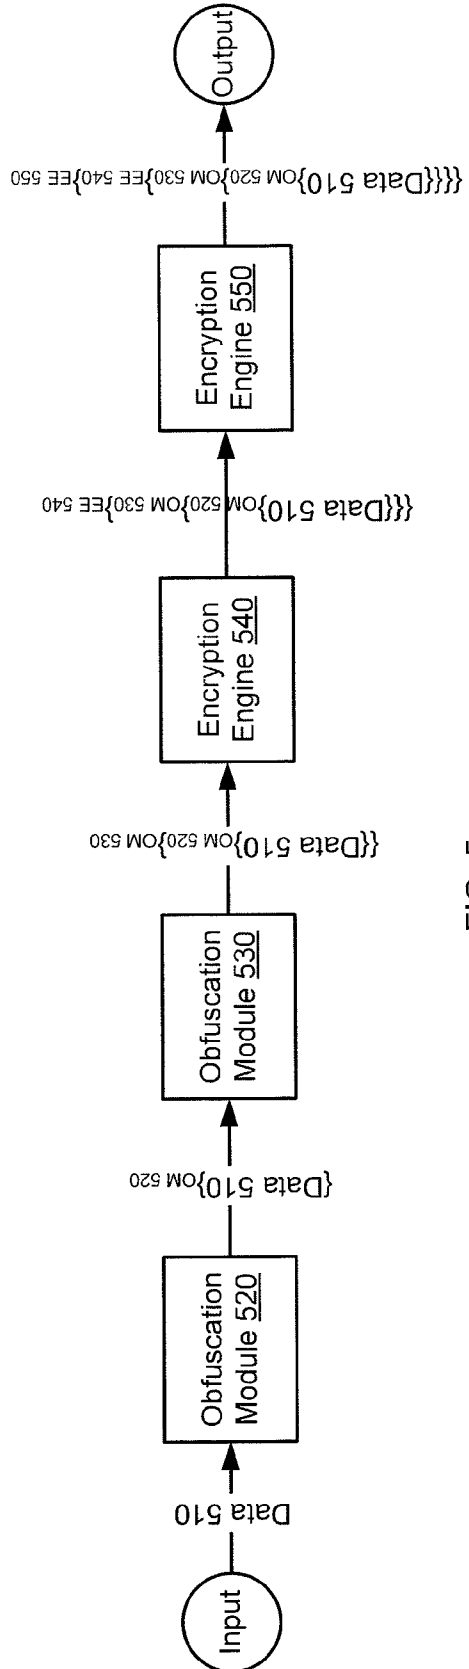 Input
Data 510
Obfuscation
Module 520
{Data 510}OM 520
Obfuscation
Module 530
{{Data 510}OM 520}OM 530
Encryption
Engine 540
{{{Data 510}OM 520}OM 530}EE 540
Encryption
Engine 550
{{{{Data 510}OM 520}OM 530}EE 540}EE 550
Output